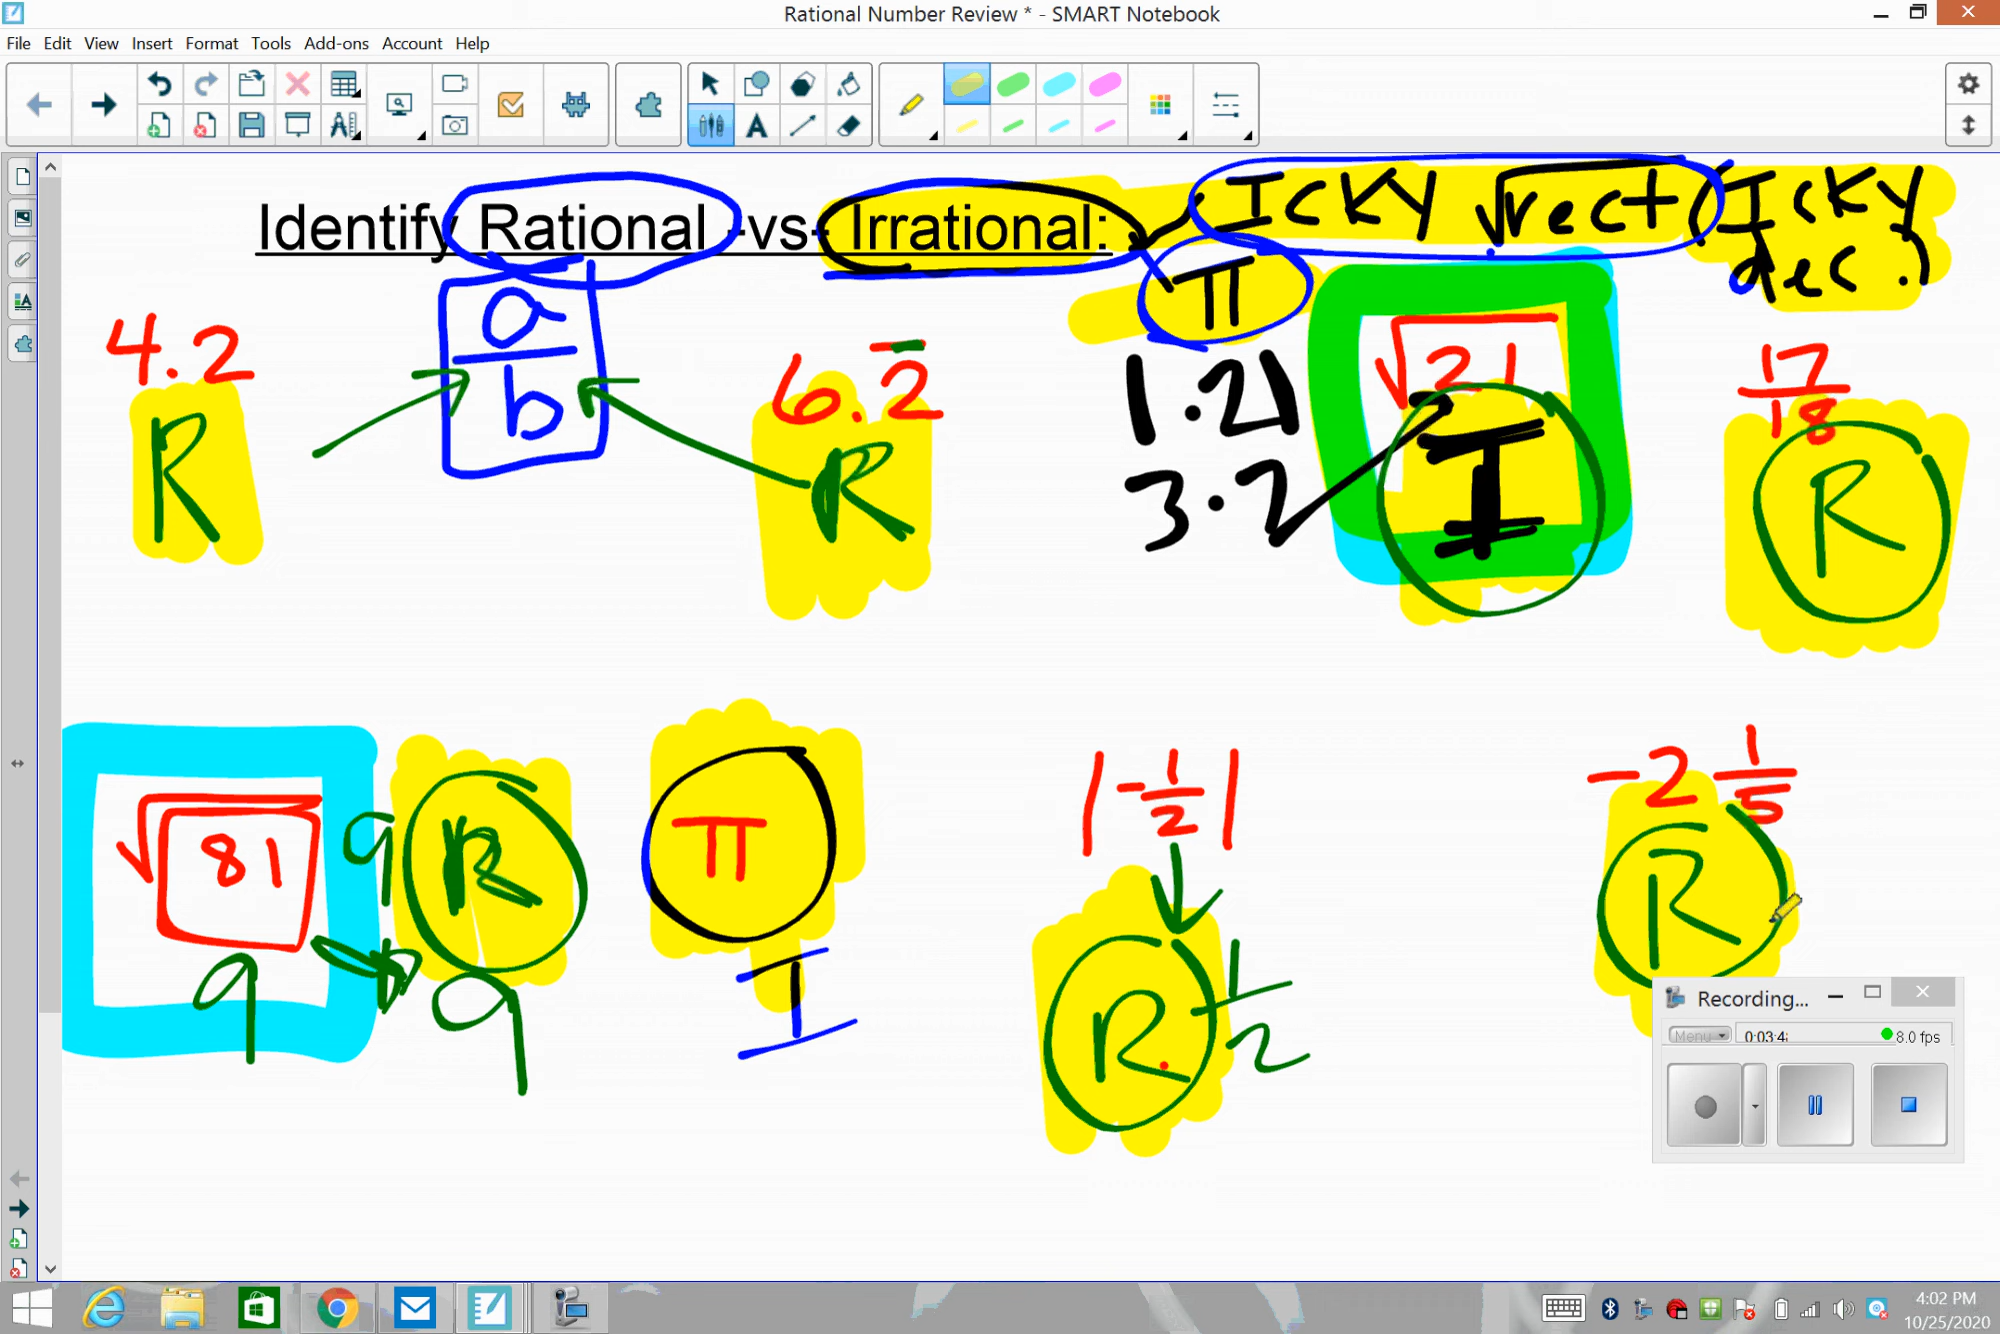 Rational Number Review * - SMART Notebook
File Edit View Insert Format Tools Add-ons Account Help
Identify Rational -vs- Irrational: Icky √rect (Icky dec.)
π
4.2
a
b
6.2̅
1.21
√21
17
18
R
R
3.2
I
R
√81
9
R
π
|-1/2|
-2 1/5
R
9
9
I
R
1
2
Recording...
Menu
0:03:4
8.0 fps
4:02 PM
10/25/2020